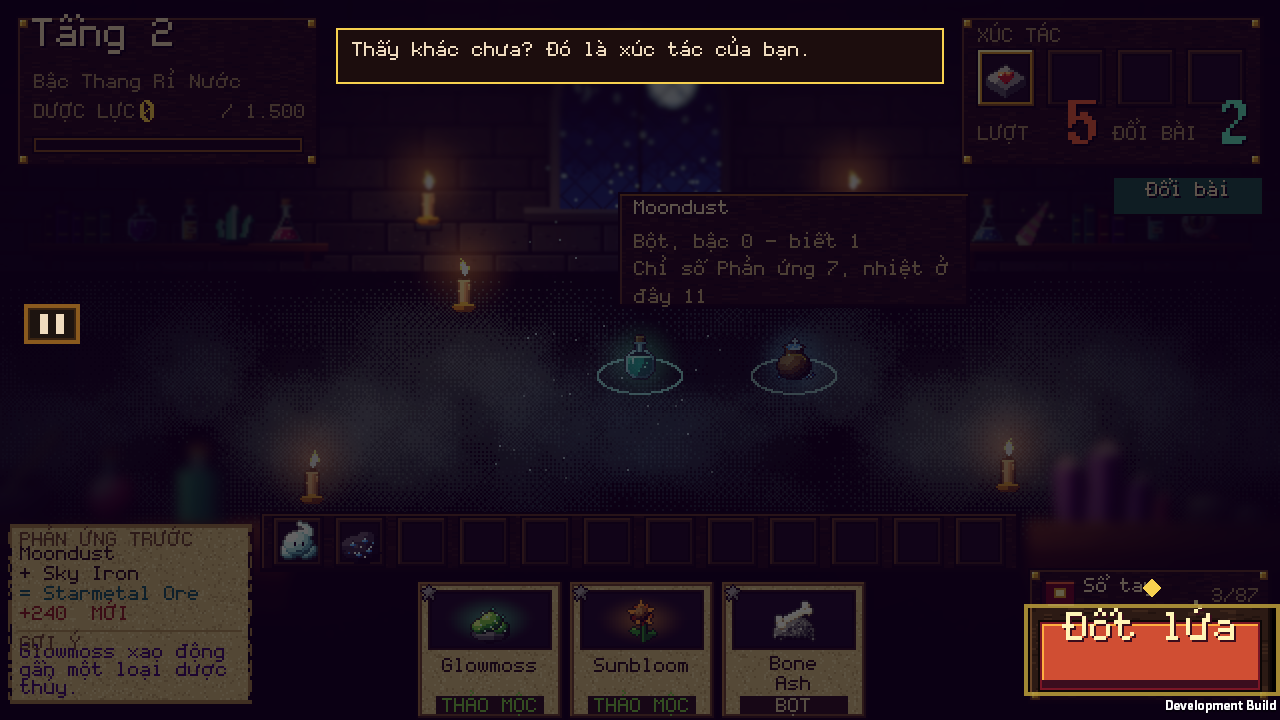 Tầng 2
Bậc Thang Rỉ Nước
DƯỢC LỰC 0 / 1.500
Thấy khác chưa? Đó là xúc tác của bạn.
XÚC TÁC
LƯỢT 5 ĐỔI BÀI 2
Đổi bài
Moondust
Bột, bậc 0 - biết 1
Chỉ số Phản ứng 7, nhiệt ở
đây 11
PHẢN ỨNG TRƯỚC
Moondust
+ Sky Iron
= Starmetal Ore
+240 MỚI
GỢI Ý
Glowmoss xao động
gần một loại dược
thủy.
Glowmoss
THẢO MỘC
Sunbloom
THẢO MỘC
Bone
Ash
BỘT
Sổ ta
3/87
Đốt lửa
Development Build